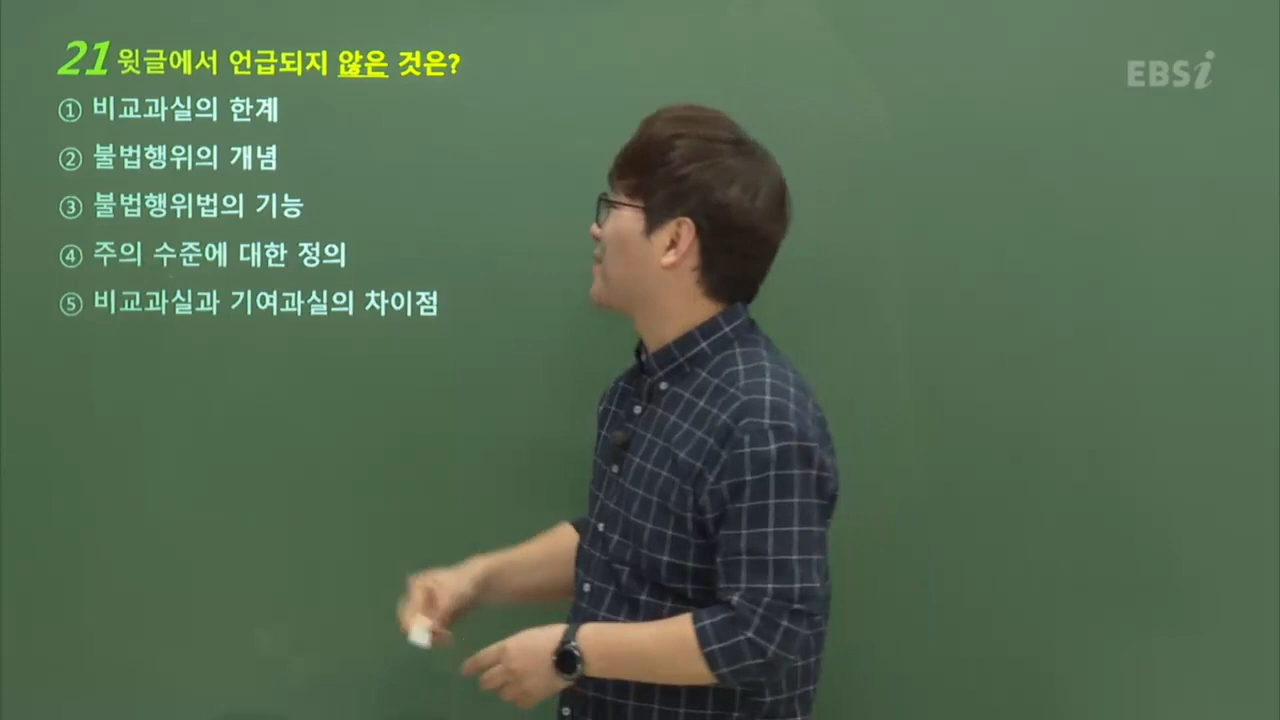 21 윗글에서 언급되지 않은 것은?
① 비교과실의 한계
② 불법행위의 개념
③ 불법행위법의 기능
④ 주의 수준에 대한 정의
⑤ 비교과실과 기여과실의 차이점
EBSi